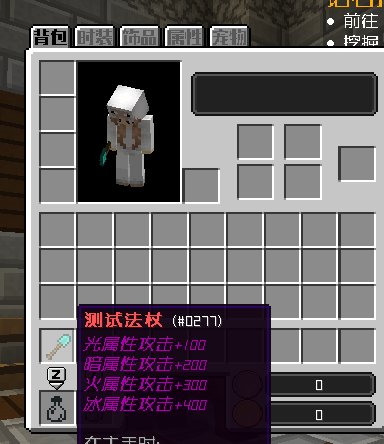 • 前往
• 挖掘
背包 时装 饰品 属性 宠物
测试法杖 (#0277)
光属性攻击+100
暗属性攻击+200
火属性攻击+300
冰属性攻击+400
Z
0
0
在主手时: